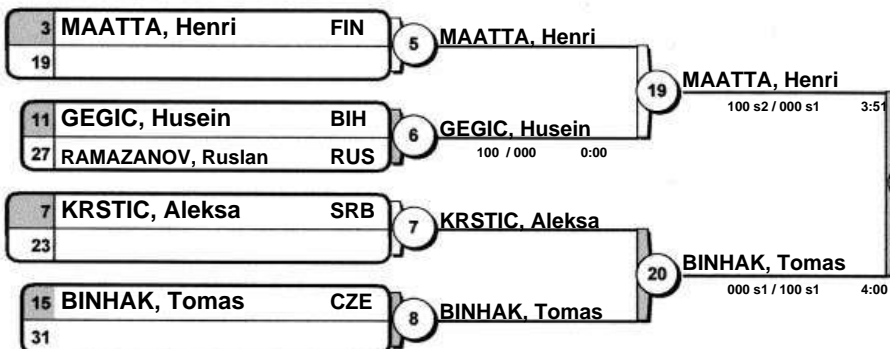 3 MAATTA, Henri FIN
19
5
MAATTA, Henri
11 GEGIC, Husein BIH
27 RAMAZANOV, Ruslan RUS
6
GEGIC, Husein
100 / 000 0:00
19
MAATTA, Henri
100 s2 / 000 s1 3:51
7 KRSTIC, Aleksa SRB
23
7
KRSTIC, Aleksa
15 BINHAK, Tomas CZE
31
8
BINHAK, Tomas
20
BINHAK, Tomas
000 s1 / 100 s1 4:00